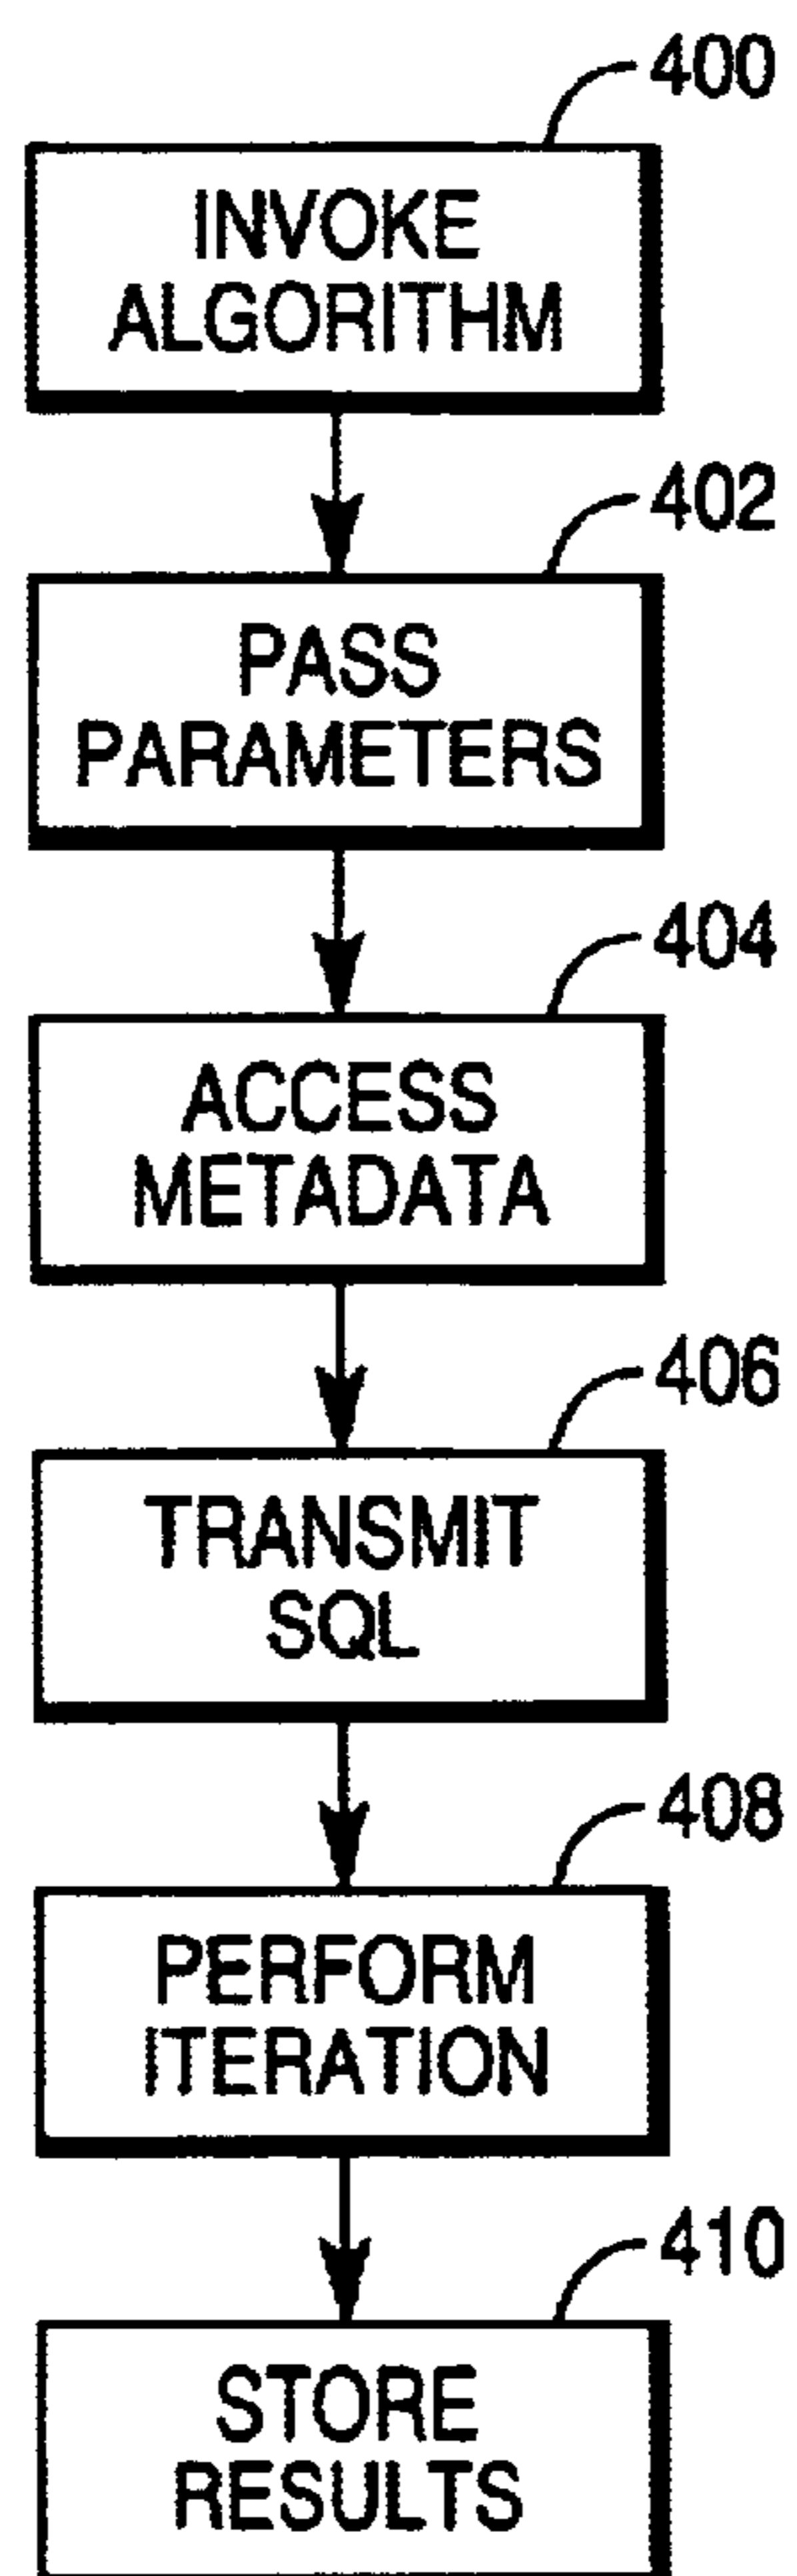 400
INVOKE
ALGORITHM
402
PASS
PARAMETERS
404
ACCESS
METADATA
406
TRANSMIT
SQL
408
PERFORM
ITERATION
410
STORE
RESULTS